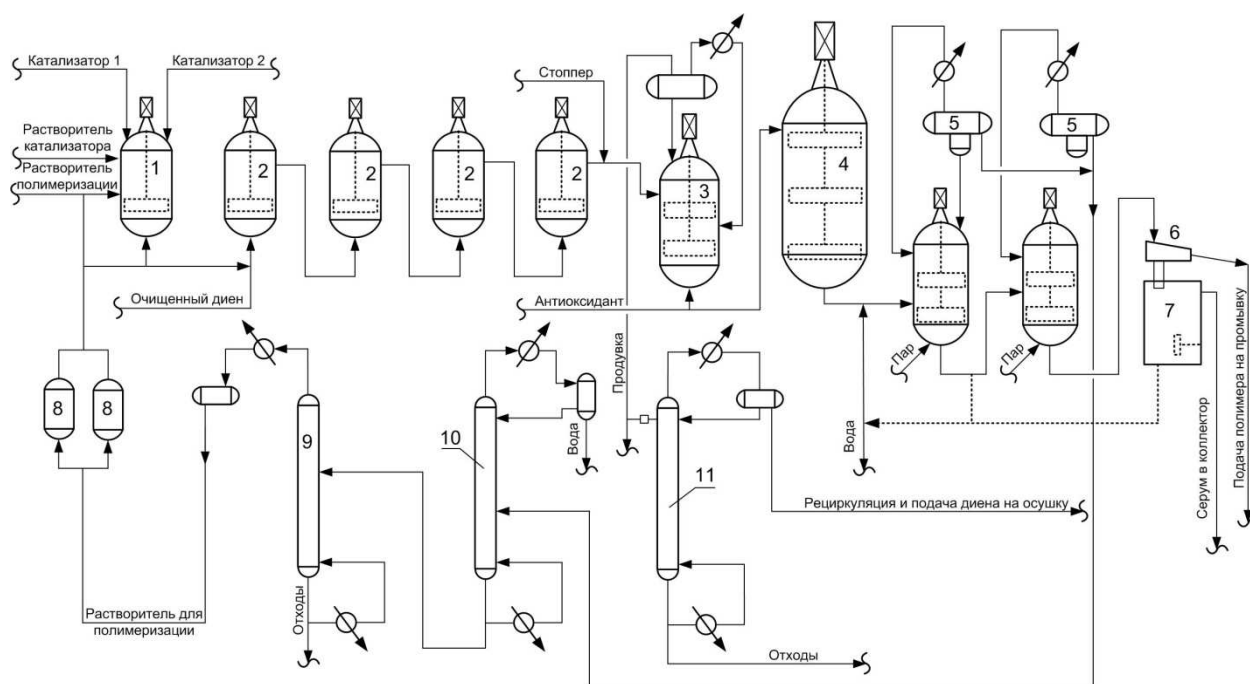 Катализатор 1
Катализатор 2
Стоппер
Растворитель
катализатора
Растворитель
полимеризации
1
2
2
2
2
3
4
5
5
6
7
Очищенный диен
Антиоксидант
Пар
Пар
Продувка
Вода
Вода
8
8
9
10
11
Рециркуляция и подача диена на осушку
Серум в коллектор
Подача полимера на промывку
Растворитель для
полимеризации
Отходы
Отходы